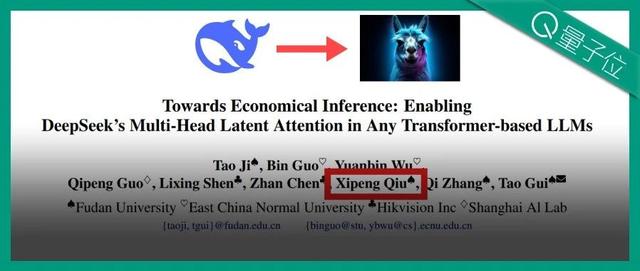 量子位
Towards Economical Inference: Enabling
DeepSeek's Multi-Head Latent Attention in Any Transformer-based LLMs
Tao Ji♠, Bin Guo♡, Yuanbin Wu♡
Qipeng Guo♢, Lixing Shen♣, Zhan Chen♣, Xipeng Qiu♠, Qi Zhang♠, Tao Gui♠✉
♠Fudan University ♡East China Normal University ♣Hikvision Inc ♢Shanghai Al Lab
{taoji, tgui}@fudan.edu.cn {binguo@stu, ybwu@cs}.ecnu.edu.cn